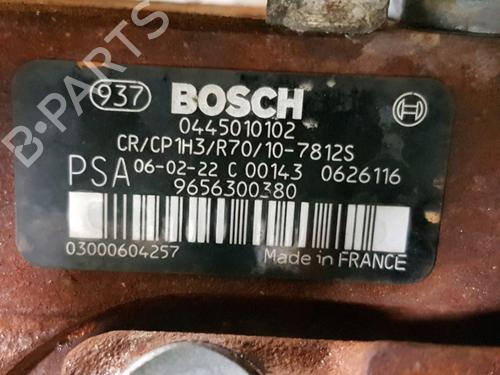 937 BOSCH
0445010102
CR/CP1H3/R70/10-7812S
PSA 06-02-22 C 00143 0626116
9656300380
03000604257 Made in FRANCE
B-PARTS